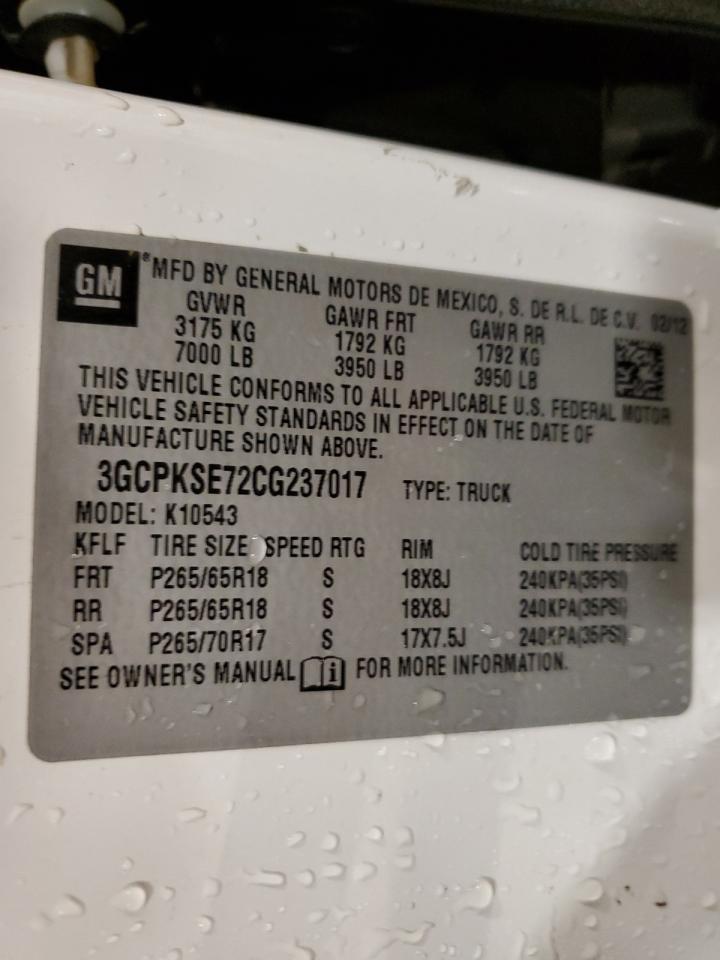 GM
®MFD BY GENERAL MOTORS DE MEXICO, S. DE R.L. DE C.V. 02/12
GVWR GAWR FRT GAWR RR
3175 KG 1792 KG 1792 KG
7000 LB 3950 LB 3950 LB
THIS VEHICLE CONFORMS TO ALL APPLICABLE U.S. FEDERAL MOTOR
VEHICLE SAFETY STANDARDS IN EFFECT ON THE DATE OF
MANUFACTURE SHOWN ABOVE.
3GCPKSE72CG237017 TYPE: TRUCK
MODEL: K10543
KFLF TIRE SIZE SPEED RTG RIM COLD TIRE PRESSURE
FRT P265/65R18 S 18X8J 240KPA(35PSI)
RR P265/65R18 S 18X8J 240KPA(35PSI)
SPA P265/70R17 S 17X7.5J 240KPA(35PSI)
SEE OWNER'S MANUAL i FOR MORE INFORMATION.